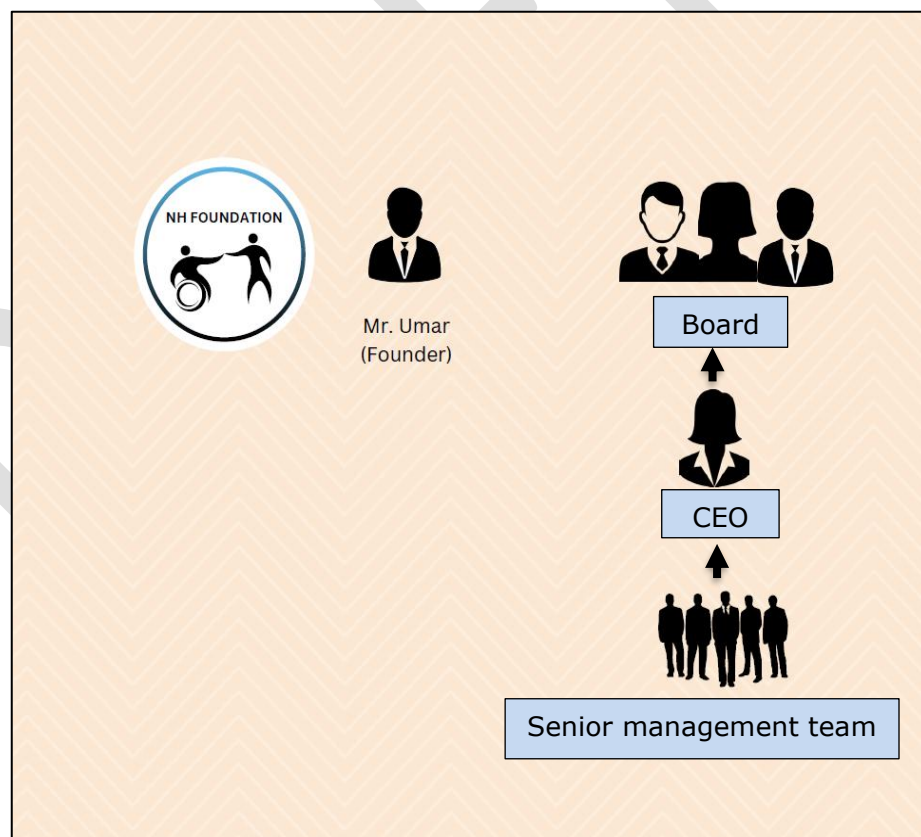 NH FOUNDATION
Mr. Umar
(Founder)
Board
CEO
Senior management team